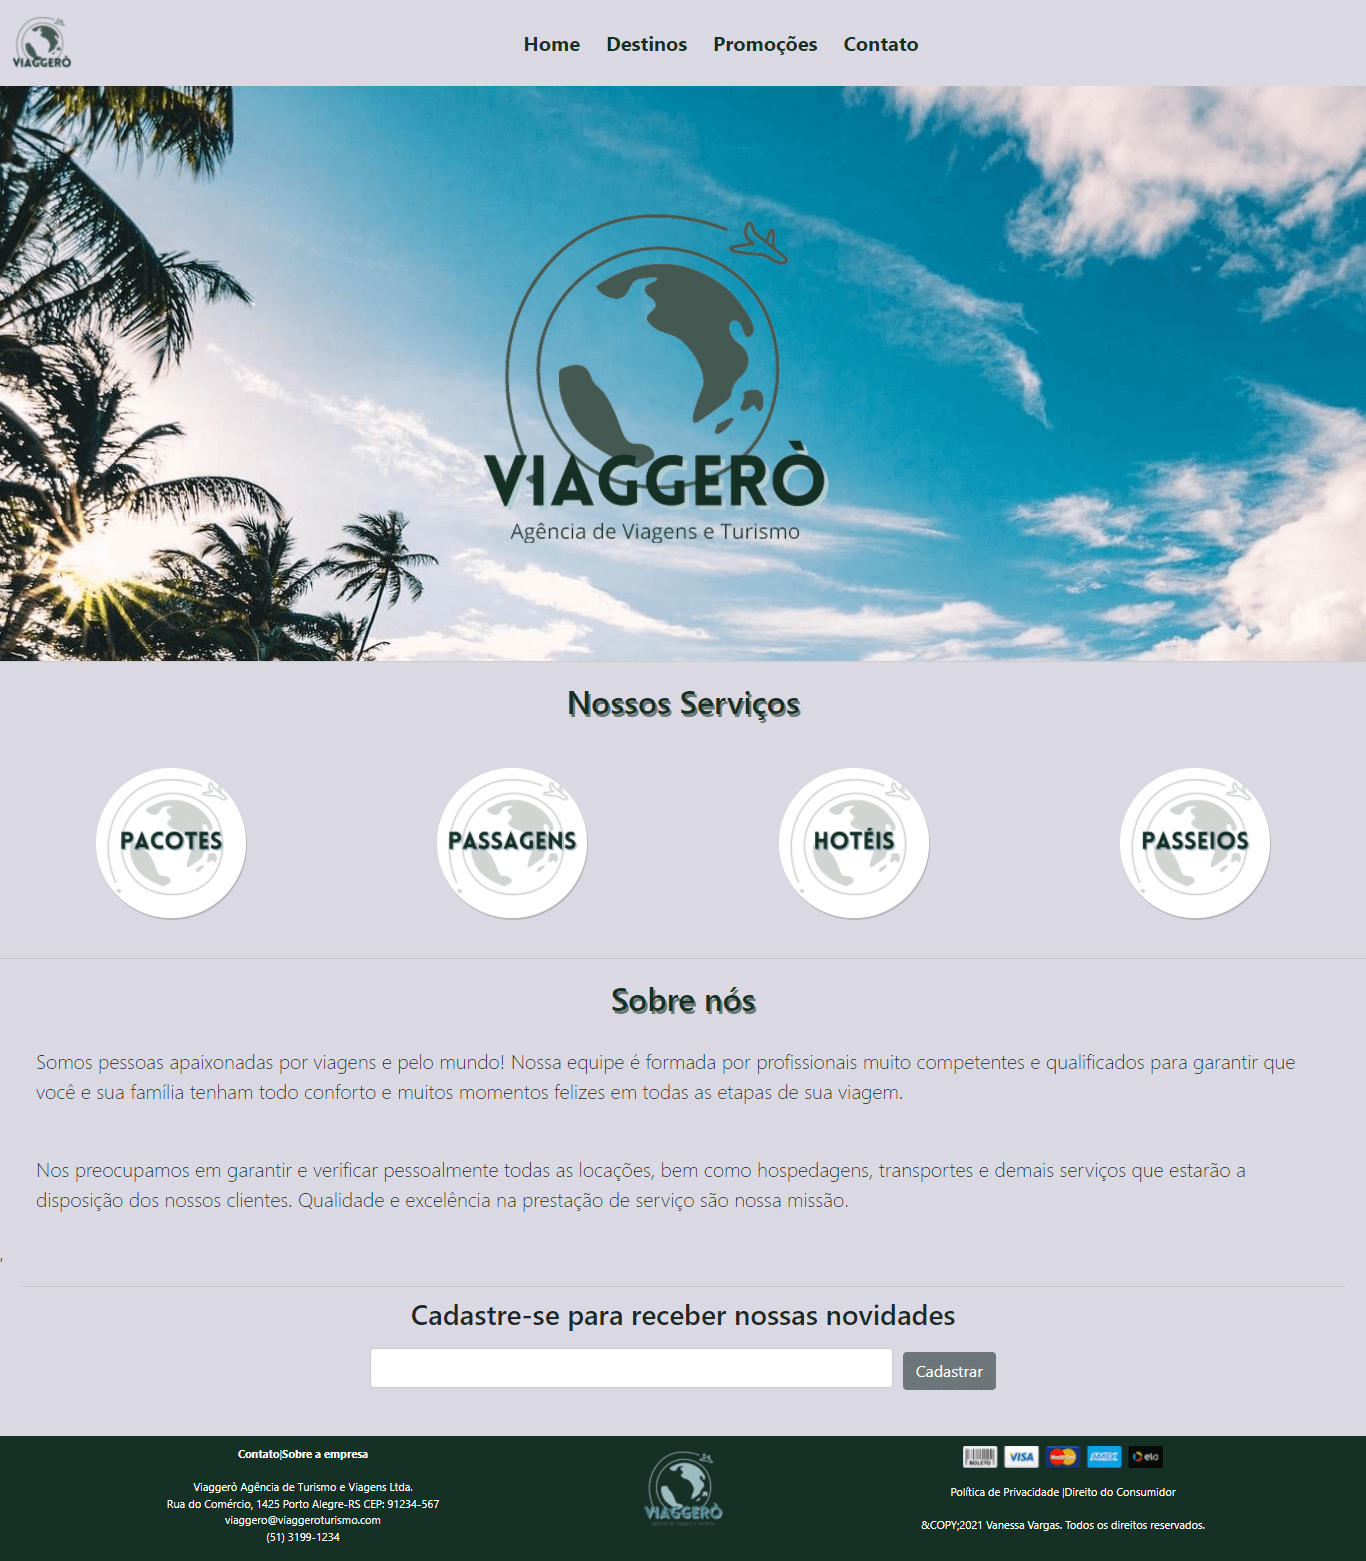 VIAGGERÒ
Home Destinos Promoções Contato
VIAGGERÒ
Agência de Viagens e Turismo
Nossos Serviços
PACOTES PASSAGENS HOTÉIS PASSEIOS
Sobre nós
Somos pessoas apaixonadas por viagens e pelo mundo! Nossa equipe é formada por profissionais muito competentes e qualificados para garantir que
você e sua família tenham todo conforto e muitos momentos felizes em todas as etapas de sua viagem.
Nos preocupamos em garantir e verificar pessoalmente todas as locações, bem como hospedagens, transportes e demais serviços que estarão a
disposição dos nossos clientes. Qualidade e excelência na prestação de serviço são nossa missão.
,
Cadastre-se para receber nossas novidades
Cadastrar
Contato|Sobre a empresa
Viaggerò Agência de Turismo e Viagens Ltda.
Rua do Comércio, 1425 Porto Alegre-RS CEP: 91234-567
viaggero@viaggeroturismo.com
(51) 3199-1234
VIAGGERÒ
Agência de Viagens e Turismo
BOLETO VISA MasterCard AMEX elo
Política de Privacidade |Direito do Consumidor
&COPY;2021 Vanessa Vargas. Todos os direitos reservados.